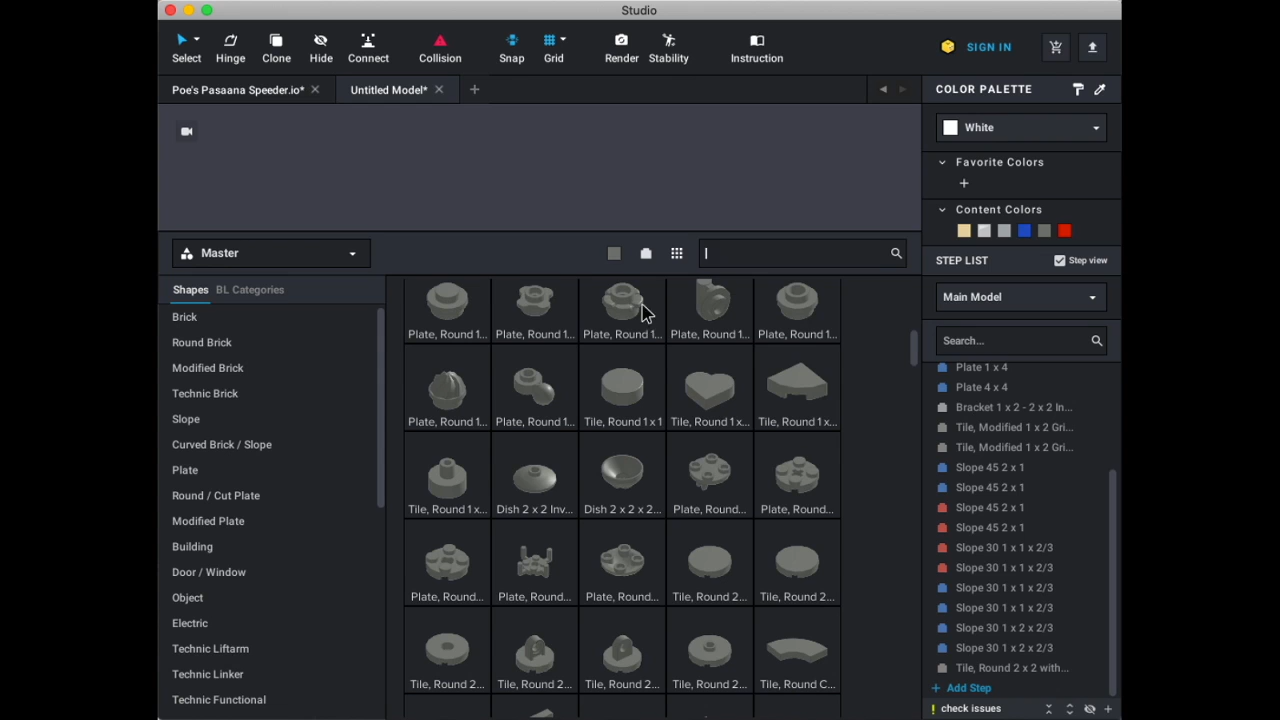 Studio
Select Hinge Clone Hide Connect Collision Snap Grid Render Stability Instruction SIGN IN
Poe's Pasaana Speeder.io* Untitled Model*
COLOR PALETTE
White
Favorite Colors
Content Colors
Master
STEP LIST Step view
Shapes BL Categories
Main Model
Search...
Brick
Round Brick
Modified Brick
Technic Brick
Slope
Curved Brick / Slope
Plate
Round / Cut Plate
Modified Plate
Building
Door / Window
Object
Electric
Technic Liftarm
Technic Linker
Technic Functional
Plate, Round 1... Plate, Round 1... Plate, Round 1... Plate, Round 1... Plate, Round 1...
Plate, Round 1... Plate, Round 1... Tile, Round 1 x 1 Tile, Round 1 x... Tile, Round 1 x...
Tile, Round 1 x... Dish 2 x 2 Inv... Dish 2 x 2 x 2... Plate, Round... Plate, Round...
Plate, Round... Plate, Round... Plate, Round... Tile, Round 2... Tile, Round 2...
Tile, Round 2... Tile, Round 2... Tile, Round 2... Tile, Round 2... Tile, Round C...
Plate 1 x 4
Plate 4 x 4
Bracket 1 x 2 - 2 x 2 In...
Tile, Modified 1 x 2 Gri...
Tile, Modified 1 x 2 Gri...
Slope 45 2 x 1
Slope 45 2 x 1
Slope 45 2 x 1
Slope 45 2 x 1
Slope 30 1 x 1 x 2/3
Slope 30 1 x 1 x 2/3
Slope 30 1 x 1 x 2/3
Slope 30 1 x 1 x 2/3
Slope 30 1 x 2 x 2/3
Slope 30 1 x 2 x 2/3
Tile, Round 2 x 2 with...
+ Add Step
! check issues